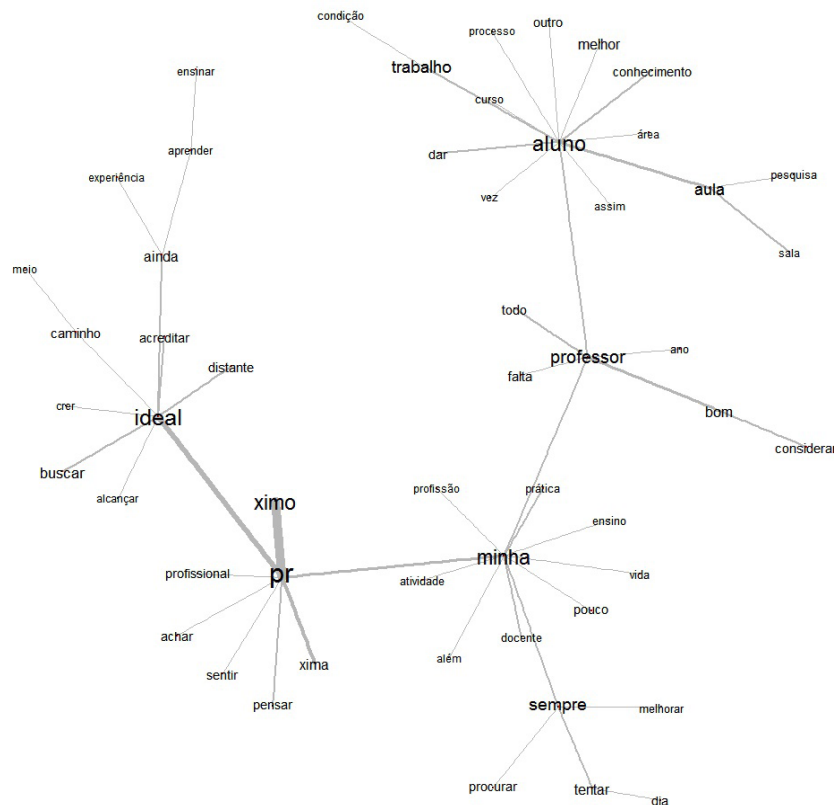 condição
outro
processo
melhor
trabalho
conhecimento
ensinar
curso
aluno
área
aprender
dar
pesquisa
experiência
aula
vez
assim
sala
ainda
meio
todo
caminho
acreditar
professor
ano
distante
falta
crer
ideal
bom
considerar
buscar
alcançar
ximo
profissão
prática
ensino
minha
profissional
pr
atividade
vida
pouco
achar
docente
xima
além
sentir
pensar
sempre
melhorar
procurar
tentar
dia